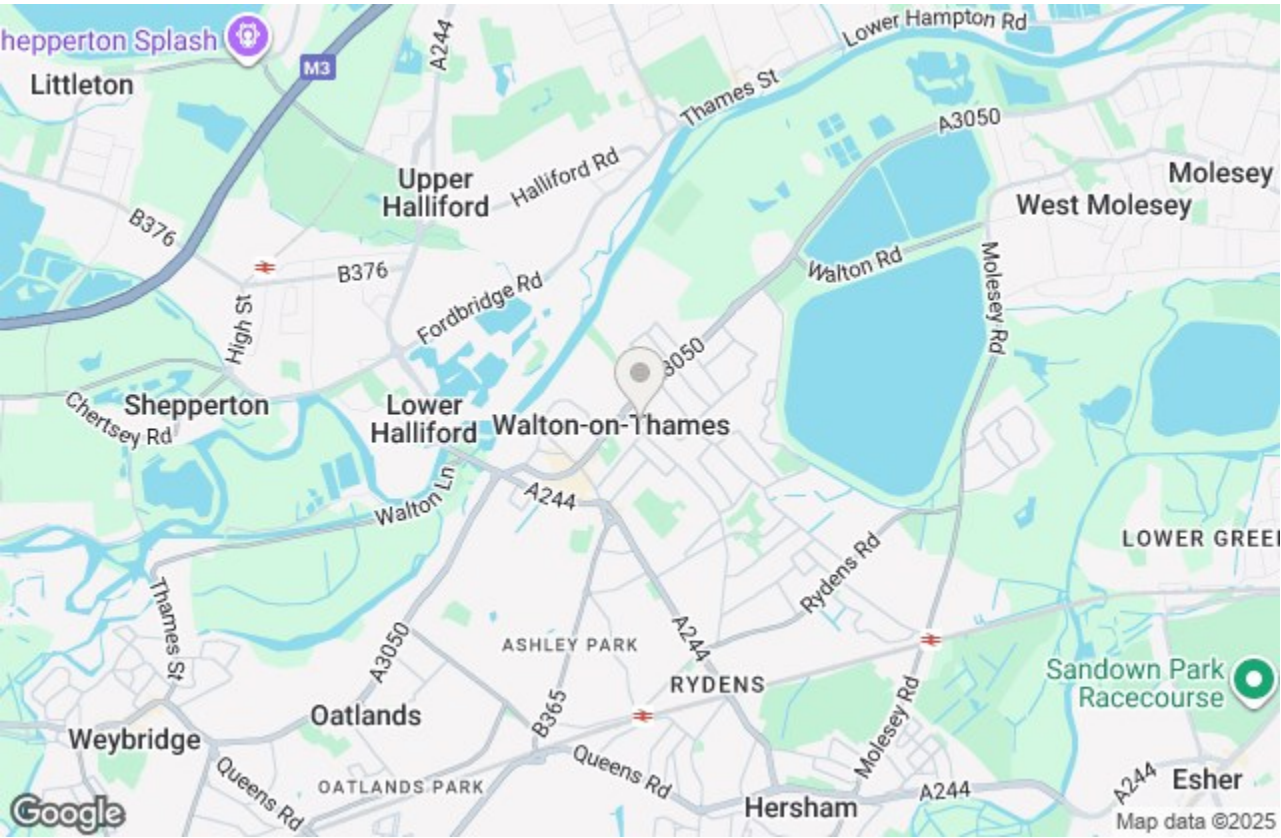 Lower Hampton Rd
hepperton Splash
A244
M3
Littleton
Thames St
A3050
Halliford Rd
Upper
Halliford
Molesey
West Molesey
B376
B376
Walton Rd
Molesey Rd
Fordbridge Rd
High St
3050
Shepperton
Chertsey Rd
Lower
Halliford
Walton-on-Thames
Walton Ln
A244
LOWER GREE
Rydens Rd
Thames St
A3050
ASHLEY PARK
A244
RYDENS
Sandown Park
Racecourse
Oatlands
B365
Molesey Rd
Weybridge
Queens Rd
OATLANDS PARK
Queens Rd
Hersham
A244
A244
Esher
Google
Map data ©2025